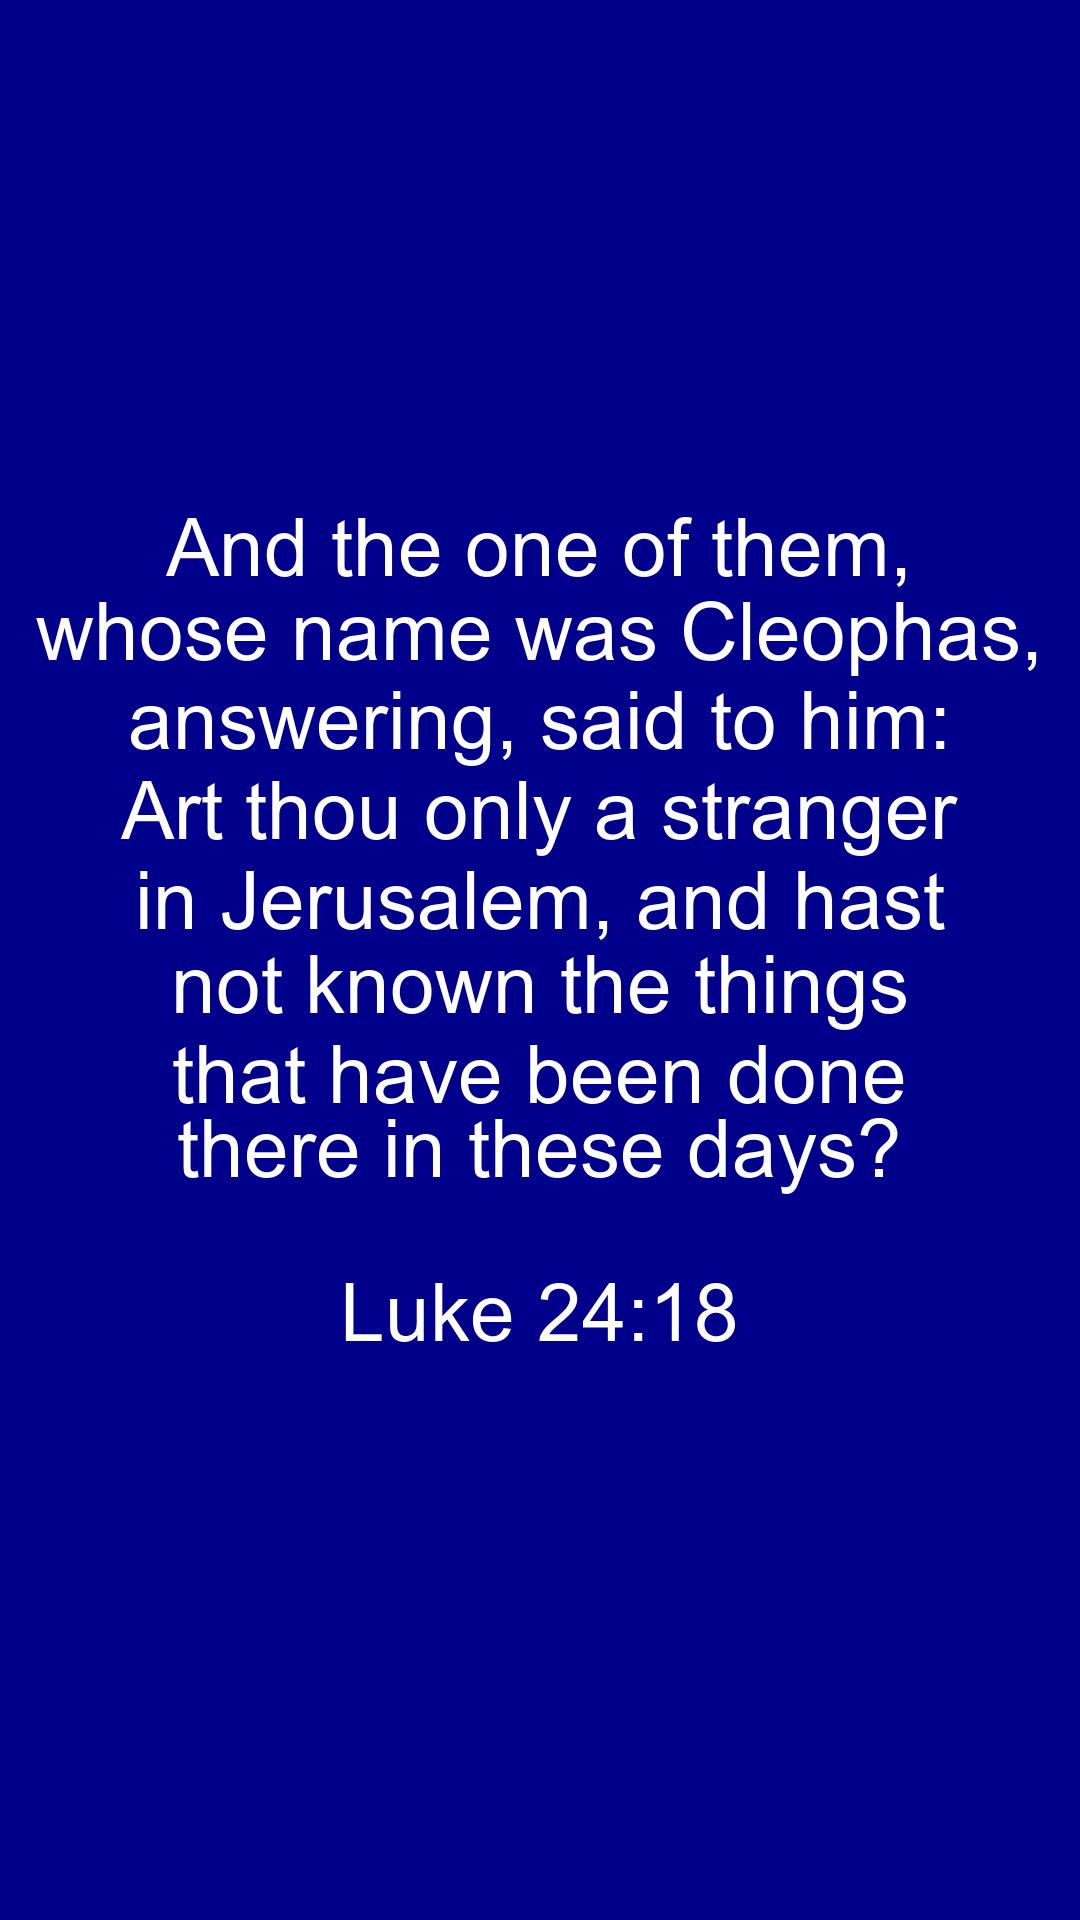 And the one of them,
whose name was Cleophas,
answering, said to him:
Art thou only a stranger
in Jerusalem, and hast
not known the things
that have been done
there in these days?
Luke 24:18